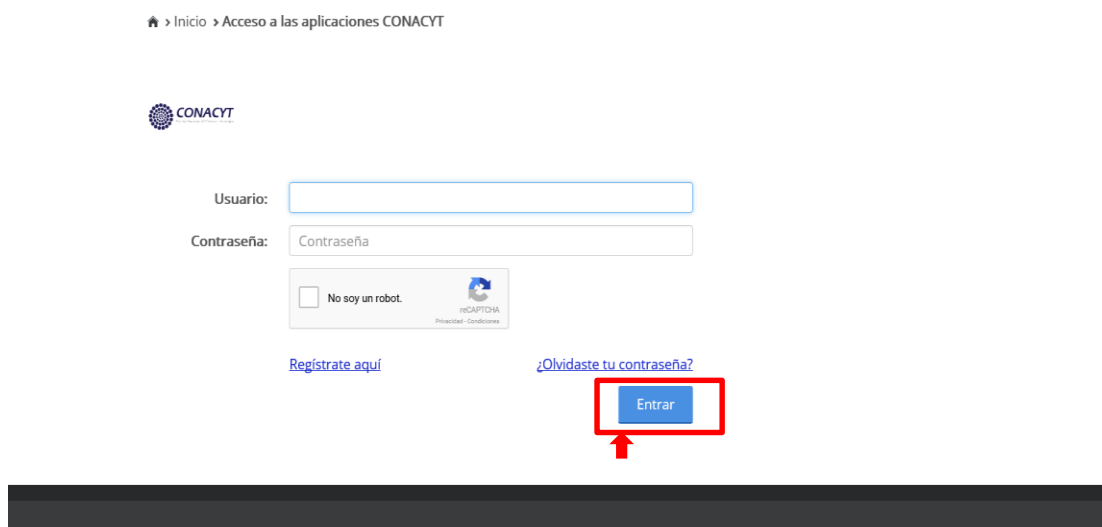 > Inicio > Acceso a las aplicaciones CONACYT
CONACYT
Usuario:
Contraseña: Contraseña
No soy un robot.
reCAPTCHA
Privacidad - Condiciones
Regístrate aquí ¿Olvidaste tu contraseña?
Entrar